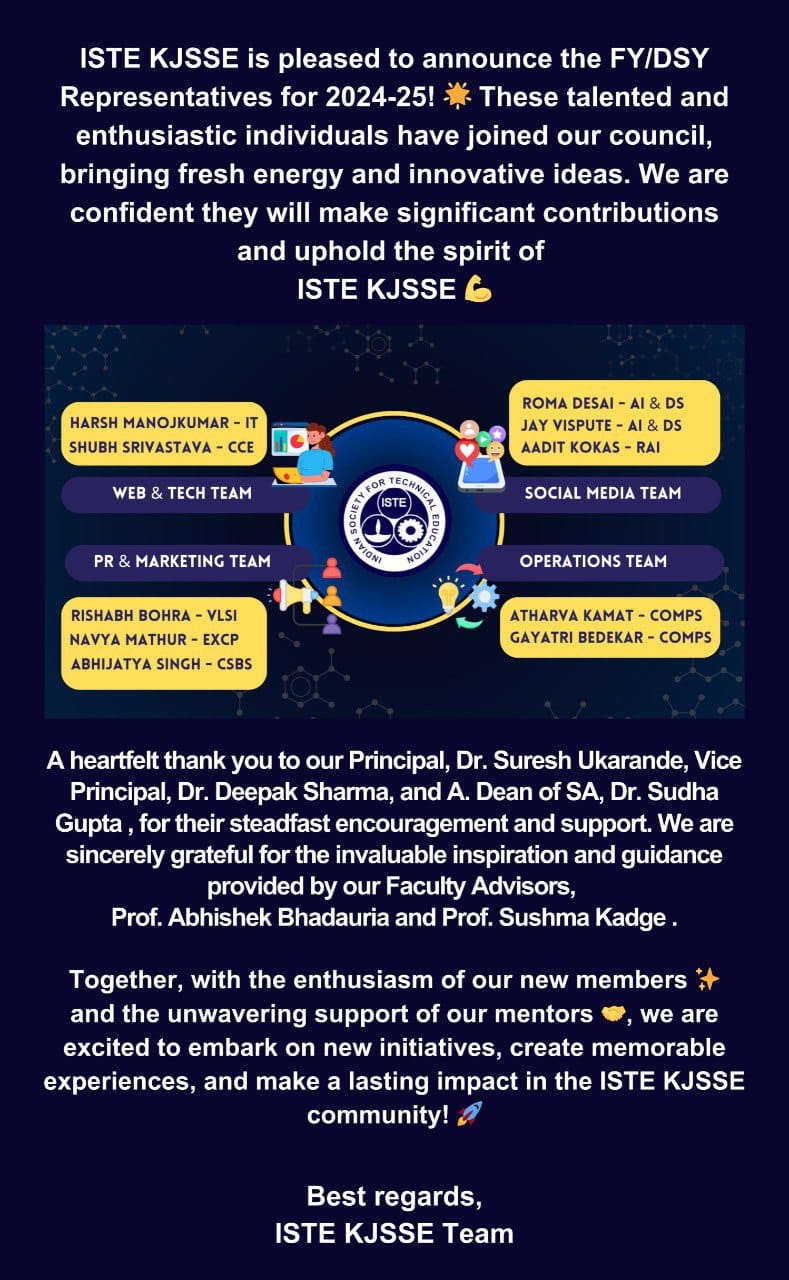 ISTE KJSSE is pleased to announce the FY/DSY
Representatives for 2024-25! 🌟 These talented and
enthusiastic individuals have joined our council,
bringing fresh energy and innovative ideas. We are
confident they will make significant contributions
and uphold the spirit of
ISTE KJSSE 💪
HARSH MANOJKUMAR - IT
SHUBH SRIVASTAVA - CCE
WEB & TECH TEAM
ROMA DESAI - AI & DS
JAY VISPUTE - AI & DS
AADIT KOKAS - RAI
SOCIAL MEDIA TEAM
INDIAN SOCIETY FOR TECHNICAL EDUCATION
ISTE
PR & MARKETING TEAM
RISHABH BOHRA - VLSI
NAVYA MATHUR - EXCP
ABHIJATYA SINGH - CSBS
OPERATIONS TEAM
ATHARVA KAMAT - COMPS
GAYATRI BEDEKAR - COMPS
A heartfelt thank you to our Principal, Dr. Suresh Ukarande, Vice
Principal, Dr. Deepak Sharma, and A. Dean of SA, Dr. Sudha
Gupta , for their steadfast encouragement and support. We are
sincerely grateful for the invaluable inspiration and guidance
provided by our Faculty Advisors,
Prof. Abhishek Bhadauria and Prof. Sushma Kadge .
Together, with the enthusiasm of our new members ✨
and the unwavering support of our mentors 🤝, we are
excited to embark on new initiatives, create memorable
experiences, and make a lasting impact in the ISTE KJSSE
community! 🚀
Best regards,
ISTE KJSSE Team